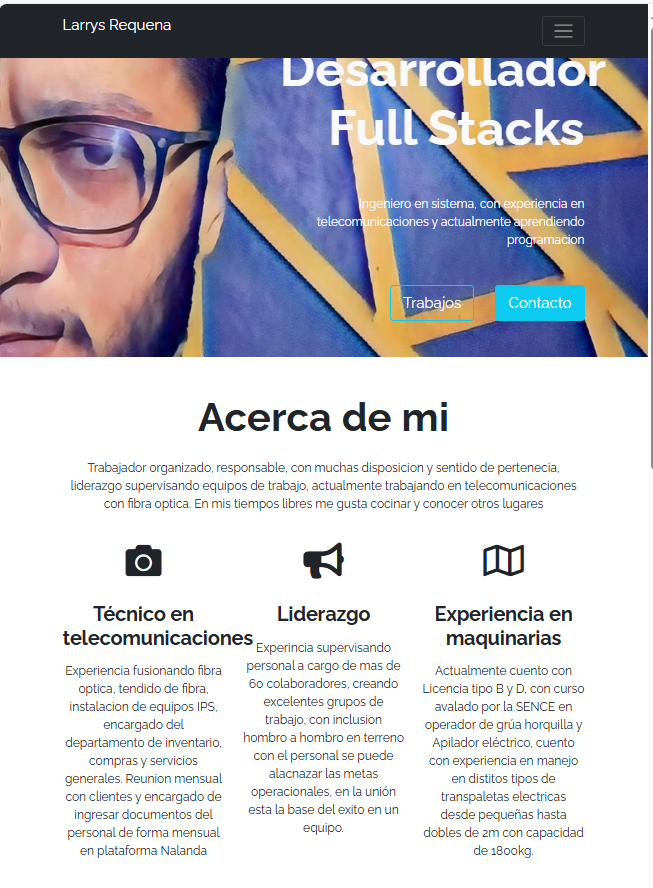 Larrys Requena
Desarrollador
Full Stacks
Ingeniero en sistema, con experiencia en
telecomunicaciones y actualmente aprendiendo
programacion
Trabajos
Contacto
Acerca de mi
Trabajador organizado, responsable, con muchas disposicion y sentido de pertenecia,
liderazgo supervisando equipos de trabajo, actualmente trabajando en telecomunicaciones
con fibra optica. En mis tiempos libres me gusta cocinar y conocer otros lugares
Técnico en
telecomunicaciones
Experiencia fusionando fibra
optica, tendido de fibra,
instalacion de equipos IPS,
encargado del
departamento de inventario,
compras y servicios
generales. Reunion mensual
con clientes y encargado de
ingresar documentos del
personal de forma mensual
en plataforma Nalanda
Liderazgo
Experincia supervisando
personal a cargo de mas de
60 colaboradores, creando
excelentes grupos de
trabajo, con inclusion
hombro a hombro en terreno
con el personal se puede
alacnazar las metas
operacionales, en la unión
esta la base del exito en un
equipo.
Experiencia en
maquinarias
Actualmente cuento con
Licencia tipo B y D, con curso
avalado por la SENCE en
operador de grúa horquilla y
Apilador eléctrico, cuento
con experiencia en manejo
en distitos tipos de
transpaletas electricas
desde pequeñas hasta
dobles de 2m con capacidad
de 1800kg.